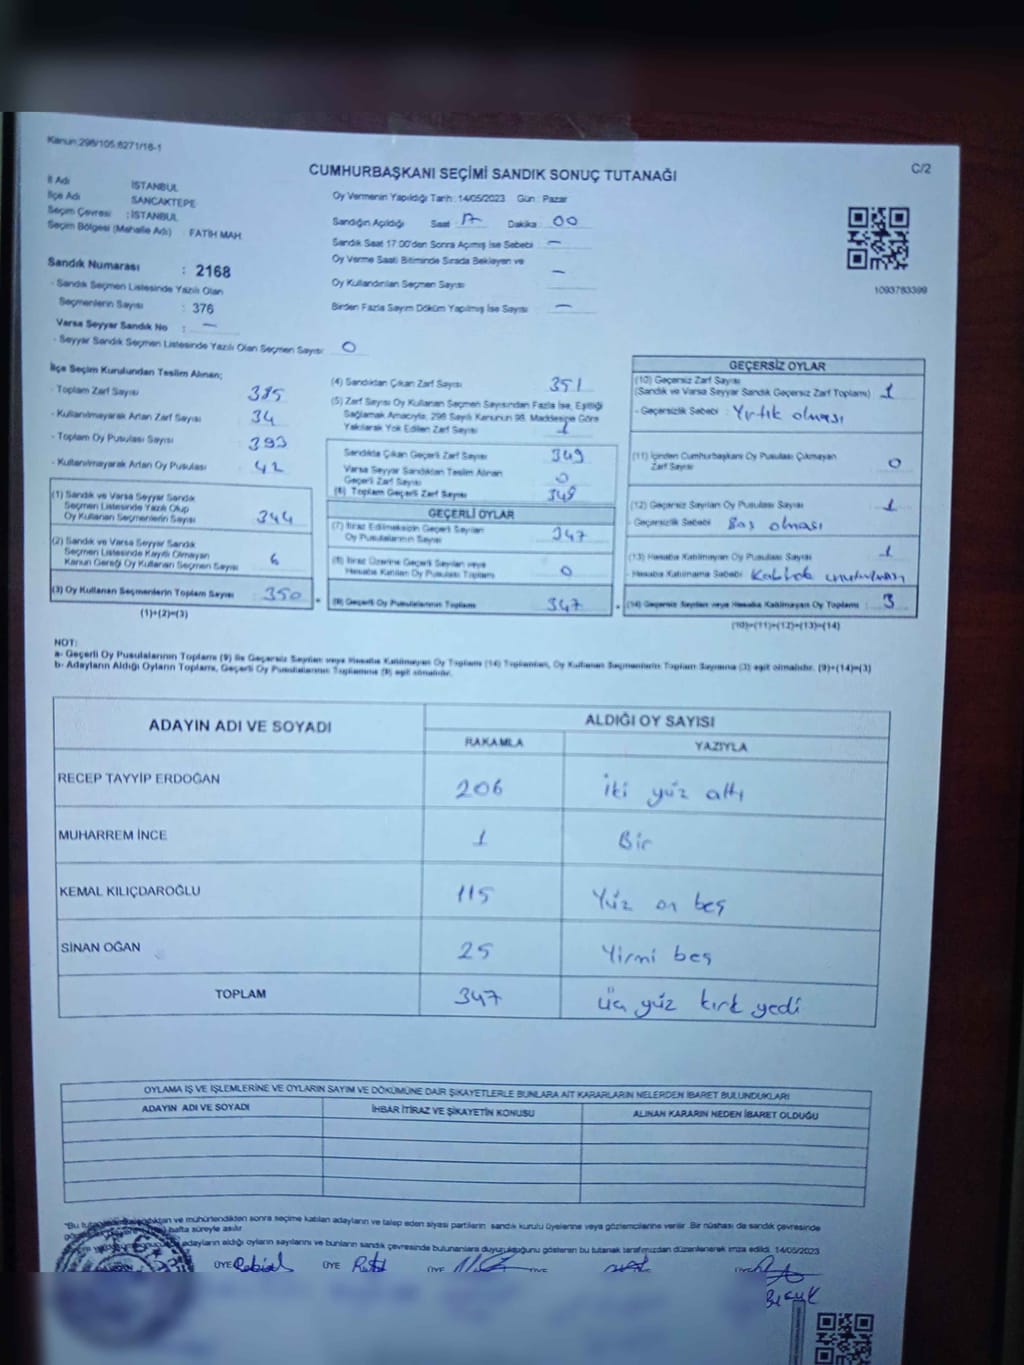 Kanun:298/105,6271/18-1
C/2
CUMHURBAŞKANI SEÇİMİ SANDIK SONUÇ TUTANAĞI
İl Adı İSTANBUL
İlçe Adı SANCAKTEPE
Seçim Çevresi : İSTANBUL
Seçim Bölgesi (Mahalle Adı) : FATİH MAH.
Sandık Numarası : 2168
- Sandık Seçmen Listesinde Yazılı Olan
Seçmenlerin Sayısı : 376
Varsa Seyyar Sandık No : —
- Seyyar Sandık Seçmen Listesinde Yazılı Olan Seçmen Sayısı: 0
Oy Vermenin Yapıldığı Tarih: 14/05/2023 Gün: Pazar
Sandığın Açıldığı Saat: 17 Dakika: 00
Sandık Saat 17:00'den Sonra Açımış İse Sebebi : —
Oy Verme Saati Bitiminde Sırada Bekleyen ve
Oy Kullandırılan Seçmen Sayısı: —
Birden Fazla Sayım Döküm Yapılmış İse Sayısı : —
1093783399
İlçe Seçim Kurulundan Teslim Alınan;
- Toplam Zarf Sayısı 385
- Kullanılmayarak Artan Zarf Sayısı : 34
- Toplam Oy Pusulası Sayısı : 393
- Kullanılmayarak Artan Oy Pusulası : 42
(1) Sandık ve Varsa Seyyar Sandık
Seçmen Listesinde Yazılı Olup
Oy Kullanan Seçmenlerin Sayısı : 344
(2) Sandık ve Varsa Seyyar Sandık
Seçmen Listesinde Kayıtlı Olmayan
Kanun Gereği Oy Kullanan Seçmen Sayısı : 6
(3) Oy Kullanan Seçmenlerin Toplam Sayısı : 350
(1)+(2)=(3)
(4) Sandıktan Çıkan Zarf Sayısı 351
(5) Zarf Sayısı Oy Kullanan Seçmen Sayısından Fazla İse, Eşitliği
Sağlamak Amacıyla, 298 Sayılı Kanunun 98. Maddesine Göre
Yakılarak Yok Edilen Zarf Sayısı : 1
Sandıkta Çıkan Geçerli Zarf Sayısı 349
Varsa Seyyar Sandıktan Teslim Alınan
Geçerli Zarf Sayısı : 0
(6) Toplam Geçerli Zarf Sayısı 349
GEÇERLİ OYLAR
(7) İtiraz Edilmeksizin Geçerli Sayılan
Oy Pusulalarının Sayısı 347
(8) İtiraz Üzerine Geçerli Sayılan veya
Hesaba Katılan Oy Pusulası Toplamı 0
(9) Geçerli Oy Pusulalarının Toplamı : 347
GEÇERSİZ OYLAR
(10) Geçersiz Zarf Sayısı
(Sandık ve Varsa Seyyar Sandık Geçersiz Zarf Toplamı) : 1
- Geçersizlik Sebebi : Yırtık olması
(11) İçinden Cumhurbaşkanı Oy Pusulası Çıkmayan
Zarf Sayısı : 0
(12) Geçersiz Sayılan Oy Pusulası Sayısı : 1
- Geçersizlik Sebebi : Boş olması
(13) Hesaba Katılmayan Oy Pusulası Sayısı : 1
- Hesaba Katılmama Sebebi :
(14) Geçersiz Sayılan veya Hesaba Katılmayan Oy Toplamı : 3
(10)+(11)+(12)+(13)=(14)
NOT:
a- Geçerli Oy Pusulalarının Toplamı (9) ile Geçersiz Sayılan veya Hesaba Katılmayan Oy Toplamı (14) Toplamları, Oy Kullanan Seçmenlerin Toplam Sayısına (3) eşit olmalıdır. (9)+(14)=(3)
b- Adayların Aldığı Oyların Toplamı, Geçerli Oy Pusulalarının Toplamına (9) eşit olmalıdır.
ADAYIN ADI VE SOYADI
ALDIĞI OY SAYISI
RAKAMLA YAZIYLA
RECEP TAYYİP ERDOĞAN 206 İki yüz altı
MUHARREM İNCE 1 Bir
KEMAL KILIÇDAROĞLU 115 Yüz on beş
SİNAN OĞAN 25 Yirmi beş
TOPLAM 347 Üç yüz kırk yedi
OYLAMA İŞ VE İŞLEMLERİNE VE OYLARIN SAYIM VE DÖKÜMÜNE DAİR ŞİKAYETLERLE BUNLARA AİT KARARLARIN NELERDEN İBARET BULUNDUKLARI
ADAYIN ADI VE SOYADI İHBAR İTİRAZ VE ŞİKAYETİN KONUSU ALINAN KARARIN NEDEN İBARET OLDUĞU
"Bu ve mühürlendikten sonra seçime katılan adayların ve talep eden siyasi partilerin sandık kurulu üyelerine veya gözlemcilerine verilir. Bir nüshası da sandık çevresinde
hafta süreyle asılır.
adayların aldığı oyların sayılarını ve bunların sandık çevresinde bulunanlara duyurulduğunu gösteren bu tutanak tarafımızdan düzenlenerek imza edildi. 14/05/2023
ÜYE ÜYE ÜYE ÜYE